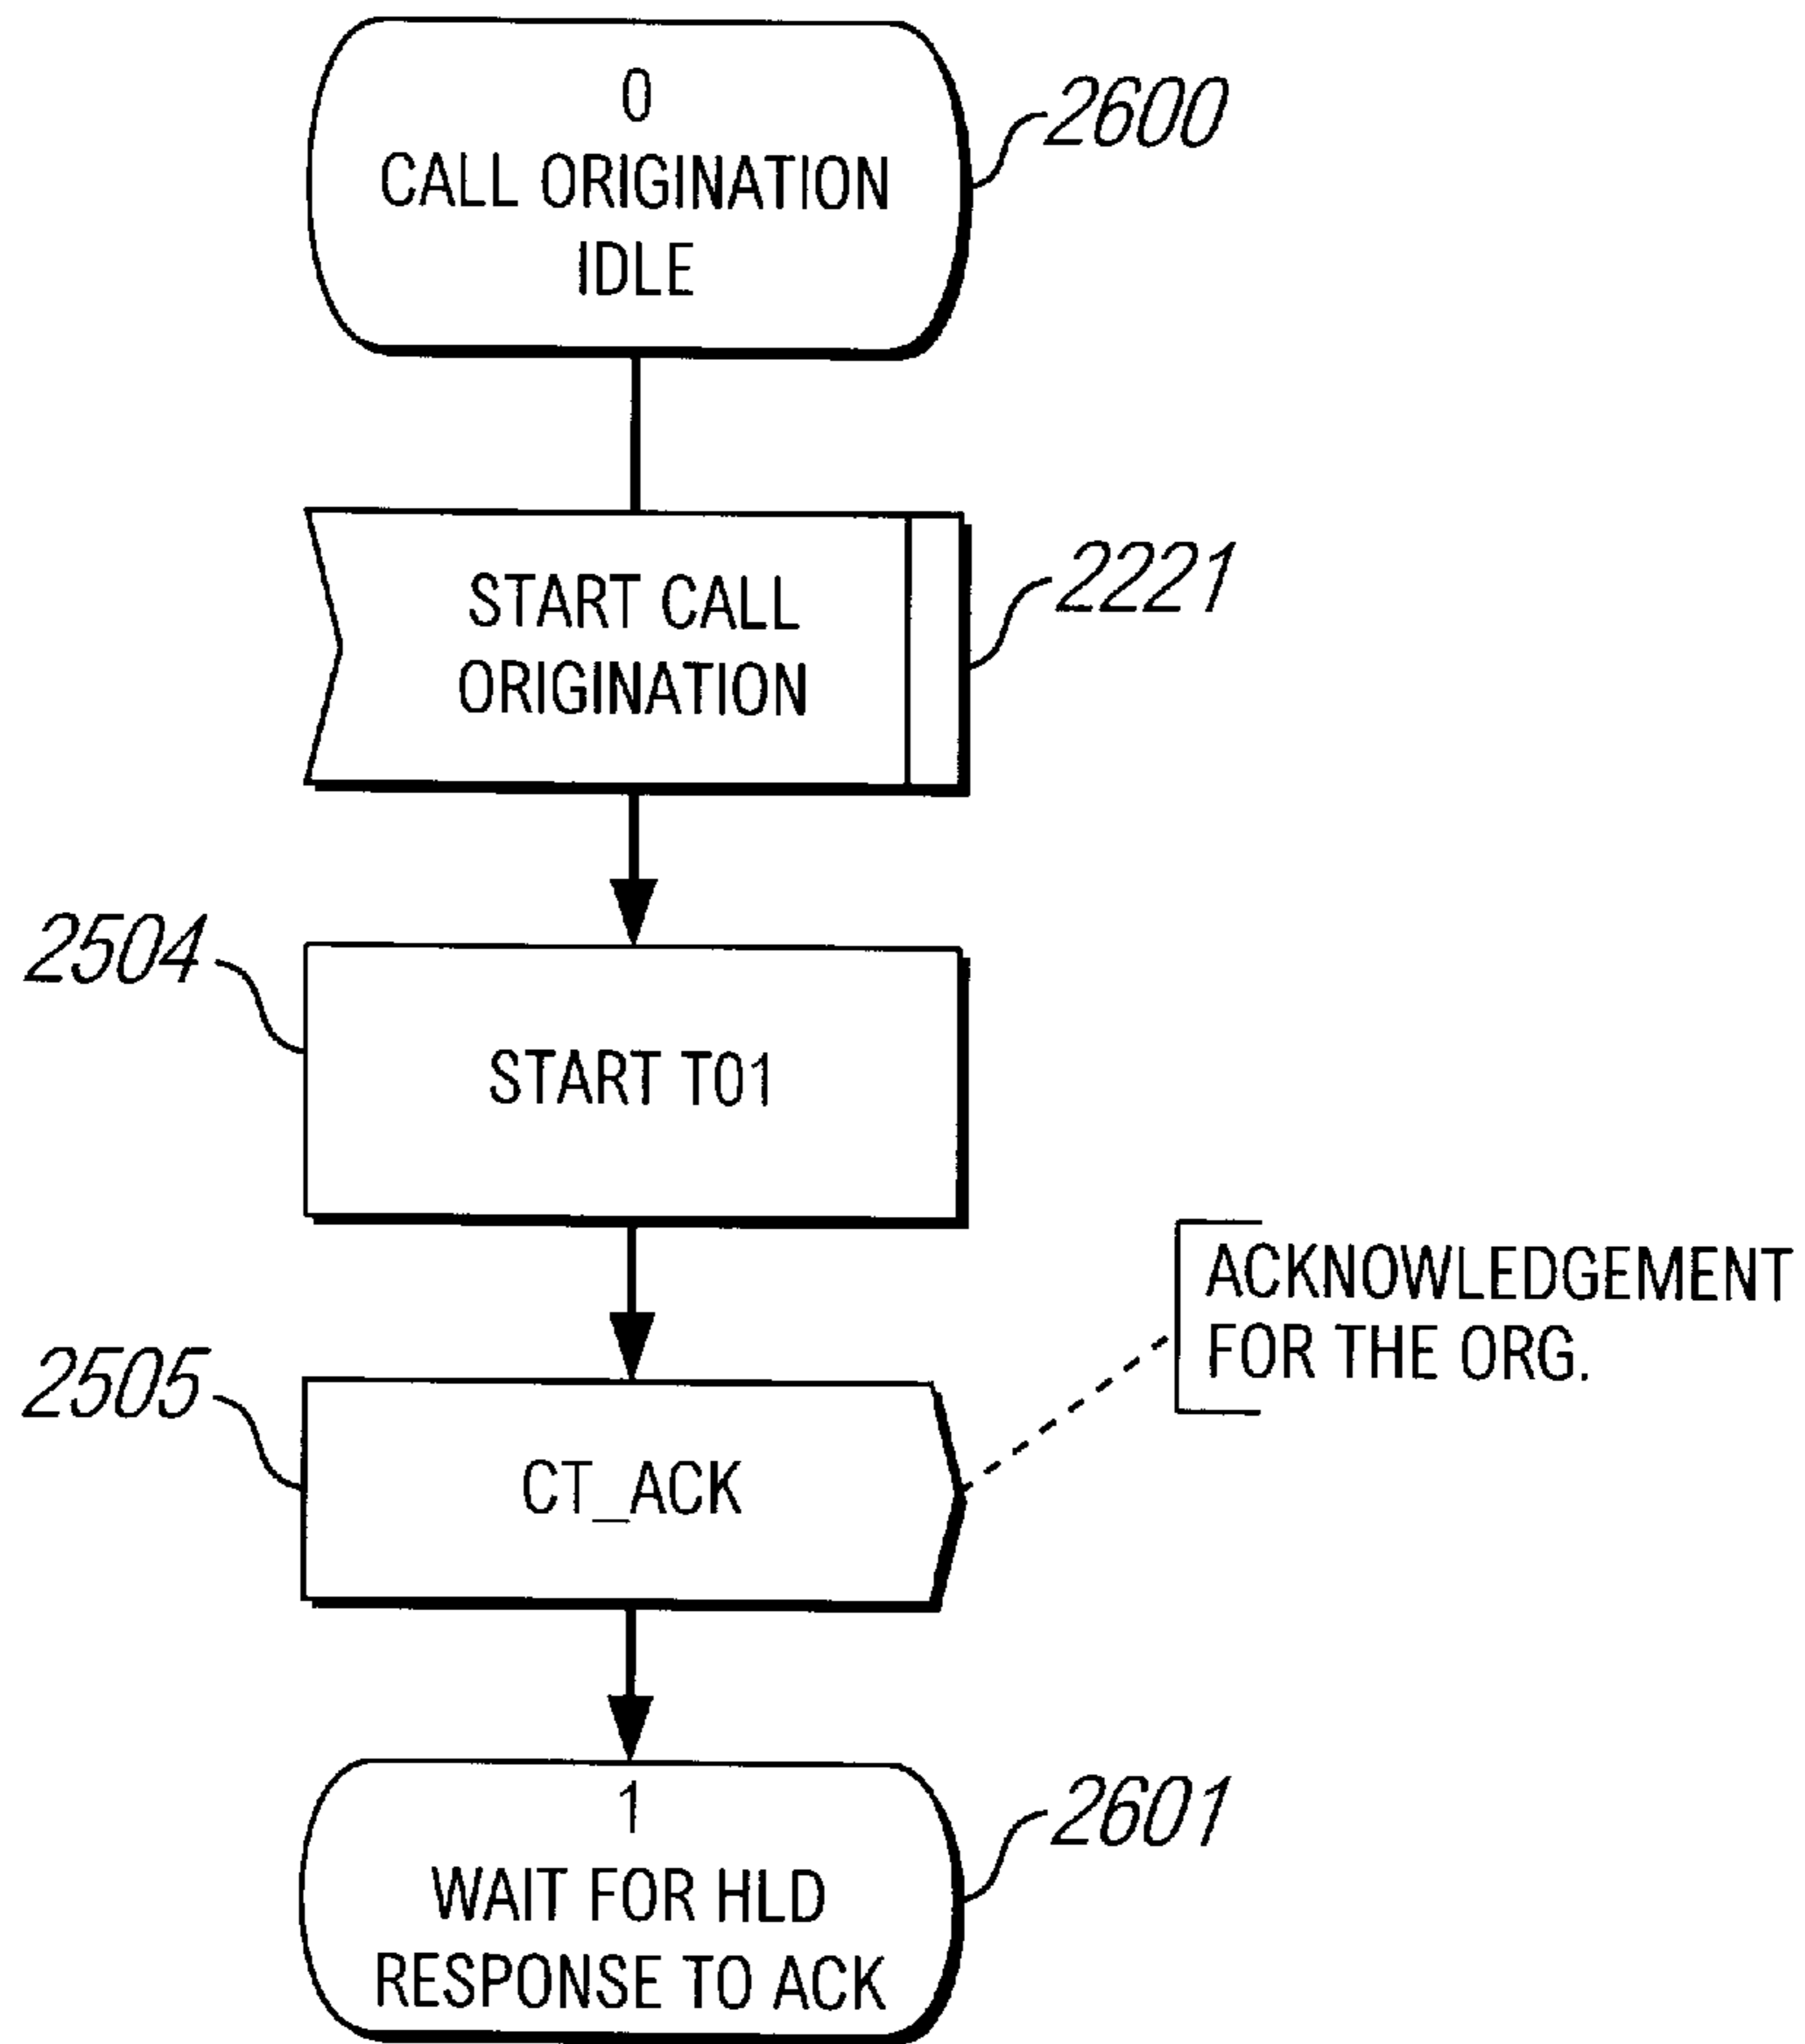 0
CALL ORIGINATION
IDLE
2600
START CALL
ORIGINATION
2221
2504
START T01
ACKNOWLEDGEMENT
FOR THE ORG.
2505
CT_ACK
1
WAIT FOR HLD
RESPONSE TO ACK
2601